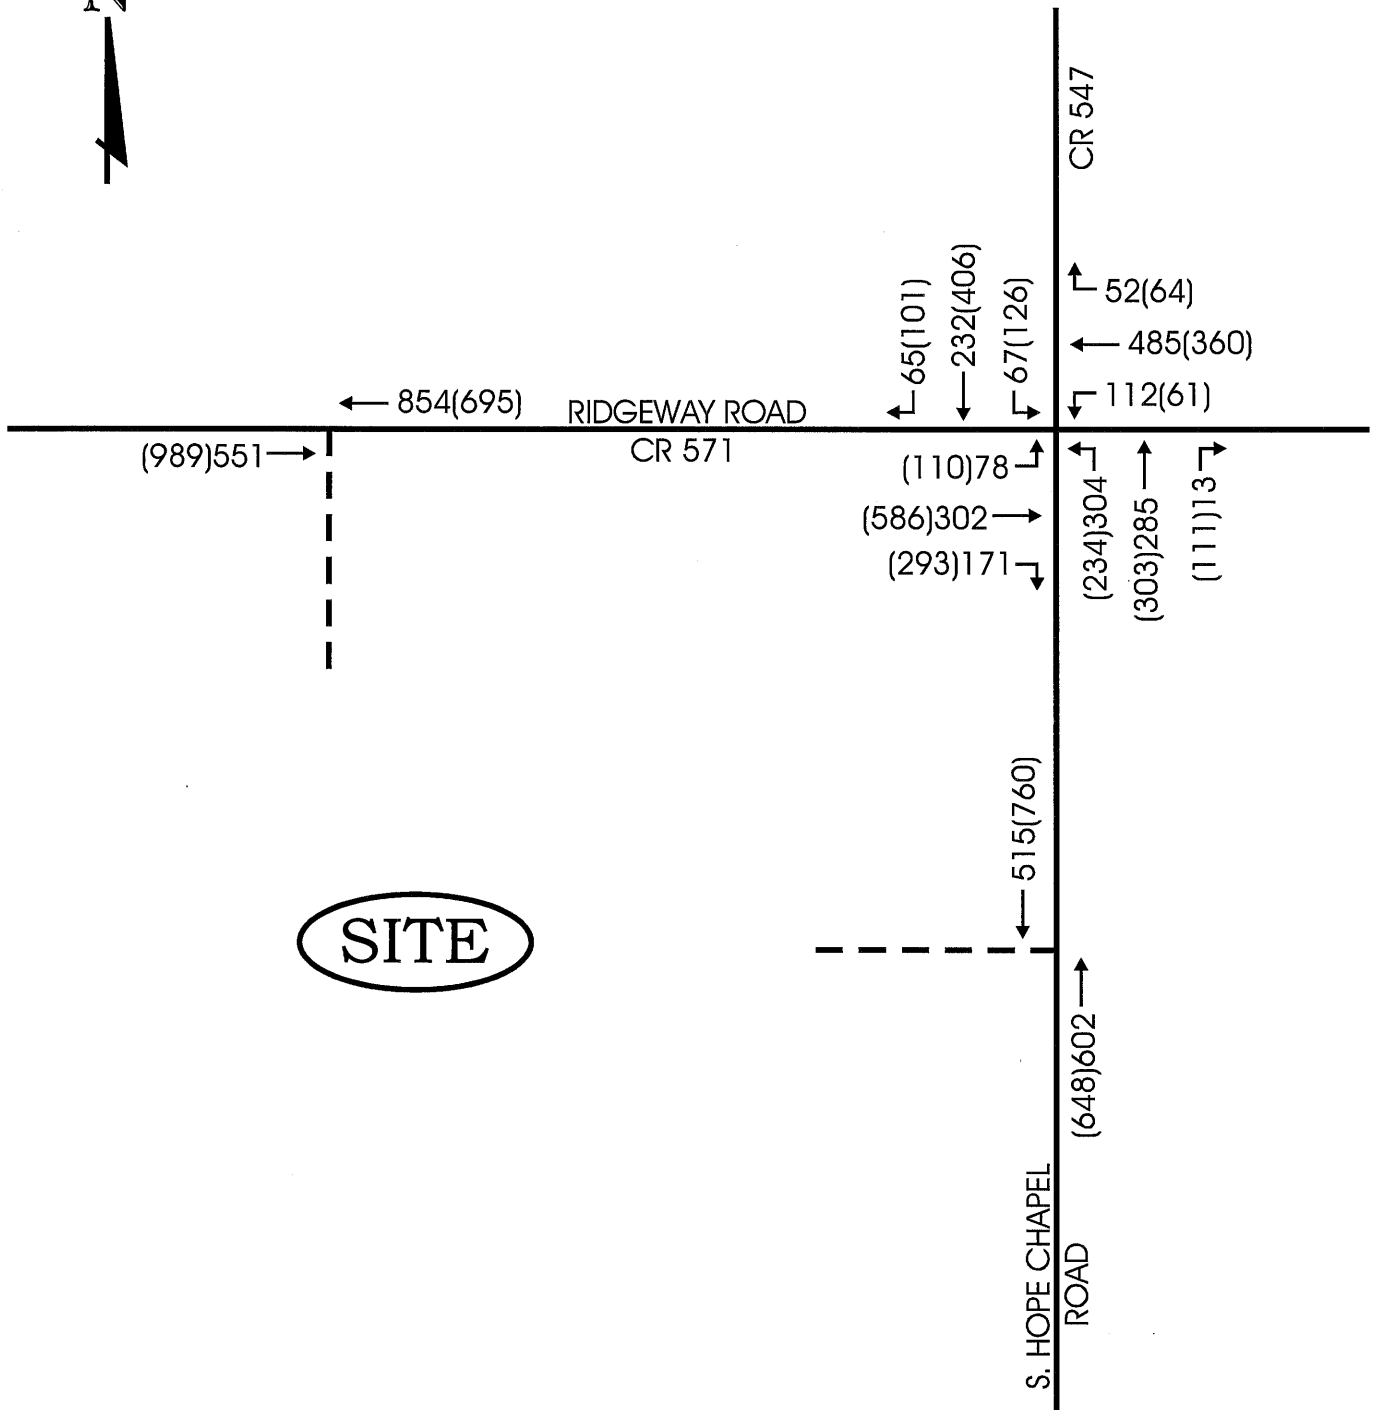 N
CR 547
65(101)
232(406)
67(126)
52(64)
485(360)
112(61)
854(695)
RIDGEWAY ROAD
CR 571
(989)551
(110)78
(586)302
(293)171
(234)304
(303)285
(111)13
515(760)
SITE
(648)602
S. HOPE CHAPEL
ROAD